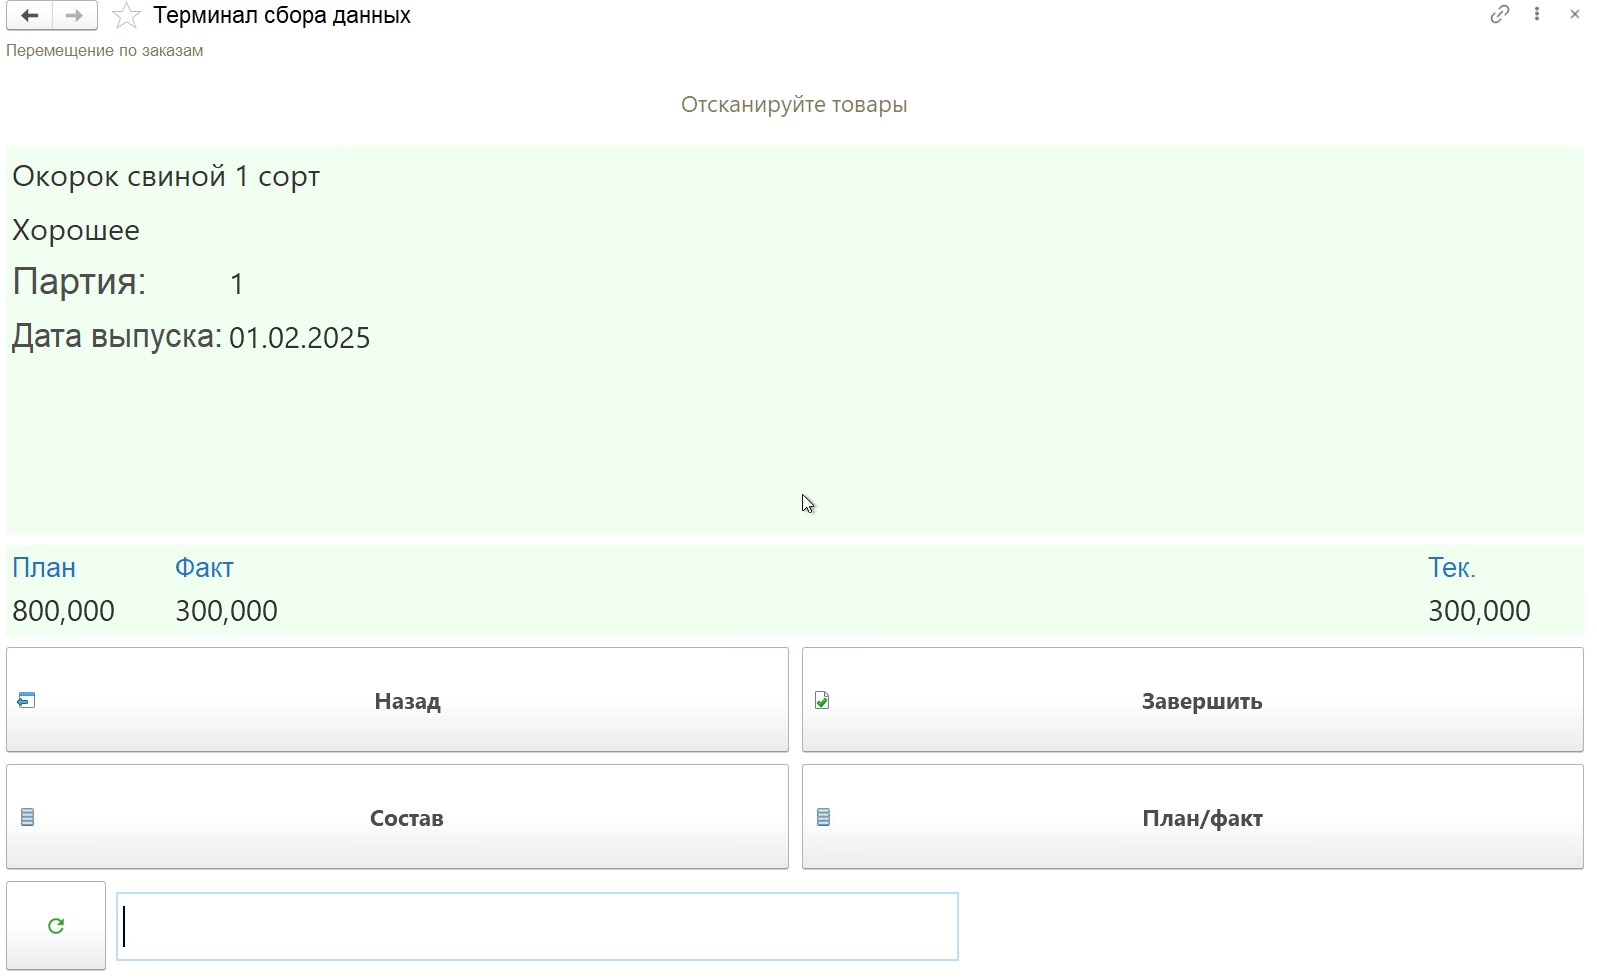 Терминал сбора данных
Перемещение по заказам
Отсканируйте товары
Окорок свиной 1 сорт
Хорошее
Партия: 1
Дата выпуска: 01.02.2025
План Факт Тек.
800,000 300,000 300,000
Назад Завершить
Состав План/факт